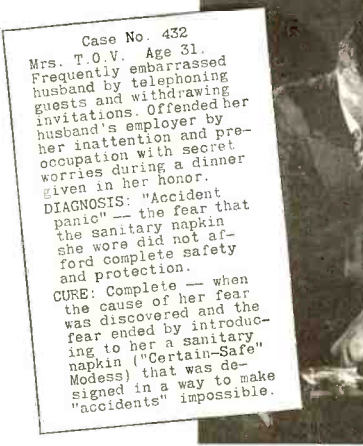 Case No. 432
Mrs. T.O.V. Age 31.
Frequently embarrassed
husband by telephoning
guests and withdrawing
invitations. Offended her
husband's employer by
her inattention and pre-
occupation with secret
worries during a dinner
given in her honor.
DIAGNOSIS: "Accident
panic" -- the fear that
the sanitary napkin
she wore did not af-
ford complete safety
and protection.
CURE: Complete -- when
the cause of her fear
was discovered and the
fear ended by introduc-
ing to her a sanitary
napkin ("Certain-Safe"
Modess) that was de-
signed in a way to make
"accidents" impossible.